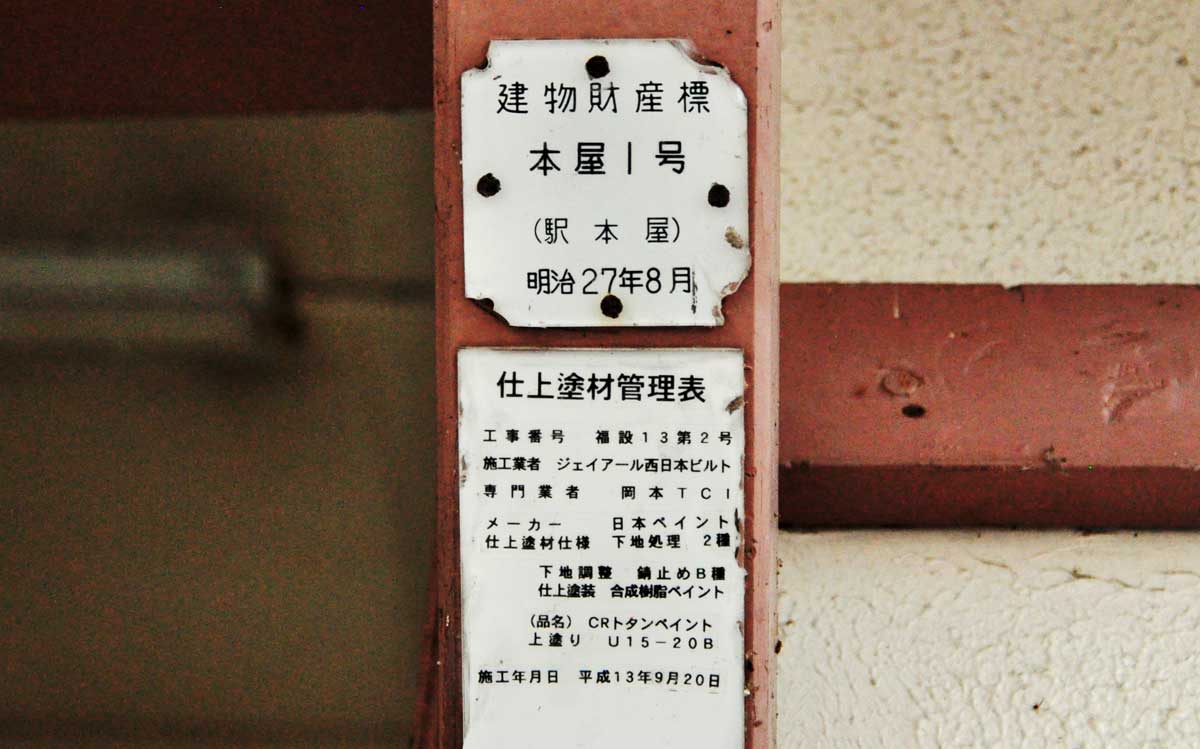 建物財産標
本屋1号
(駅本屋)
明治27年8月
仕上塗材管理表
工事番号 福設13第2号
施工業者 ジェイアール西日本ビルト
専門業者 岡本TCI
メーカー 日本ペイント
仕上塗材仕様 下地処理 2種
下地調整 錆止めB種
仕上塗装 合成樹脂ペイント
(品名) CRトタンペイント
上塗り U15-20B
施工年月日 平成13年9月20日